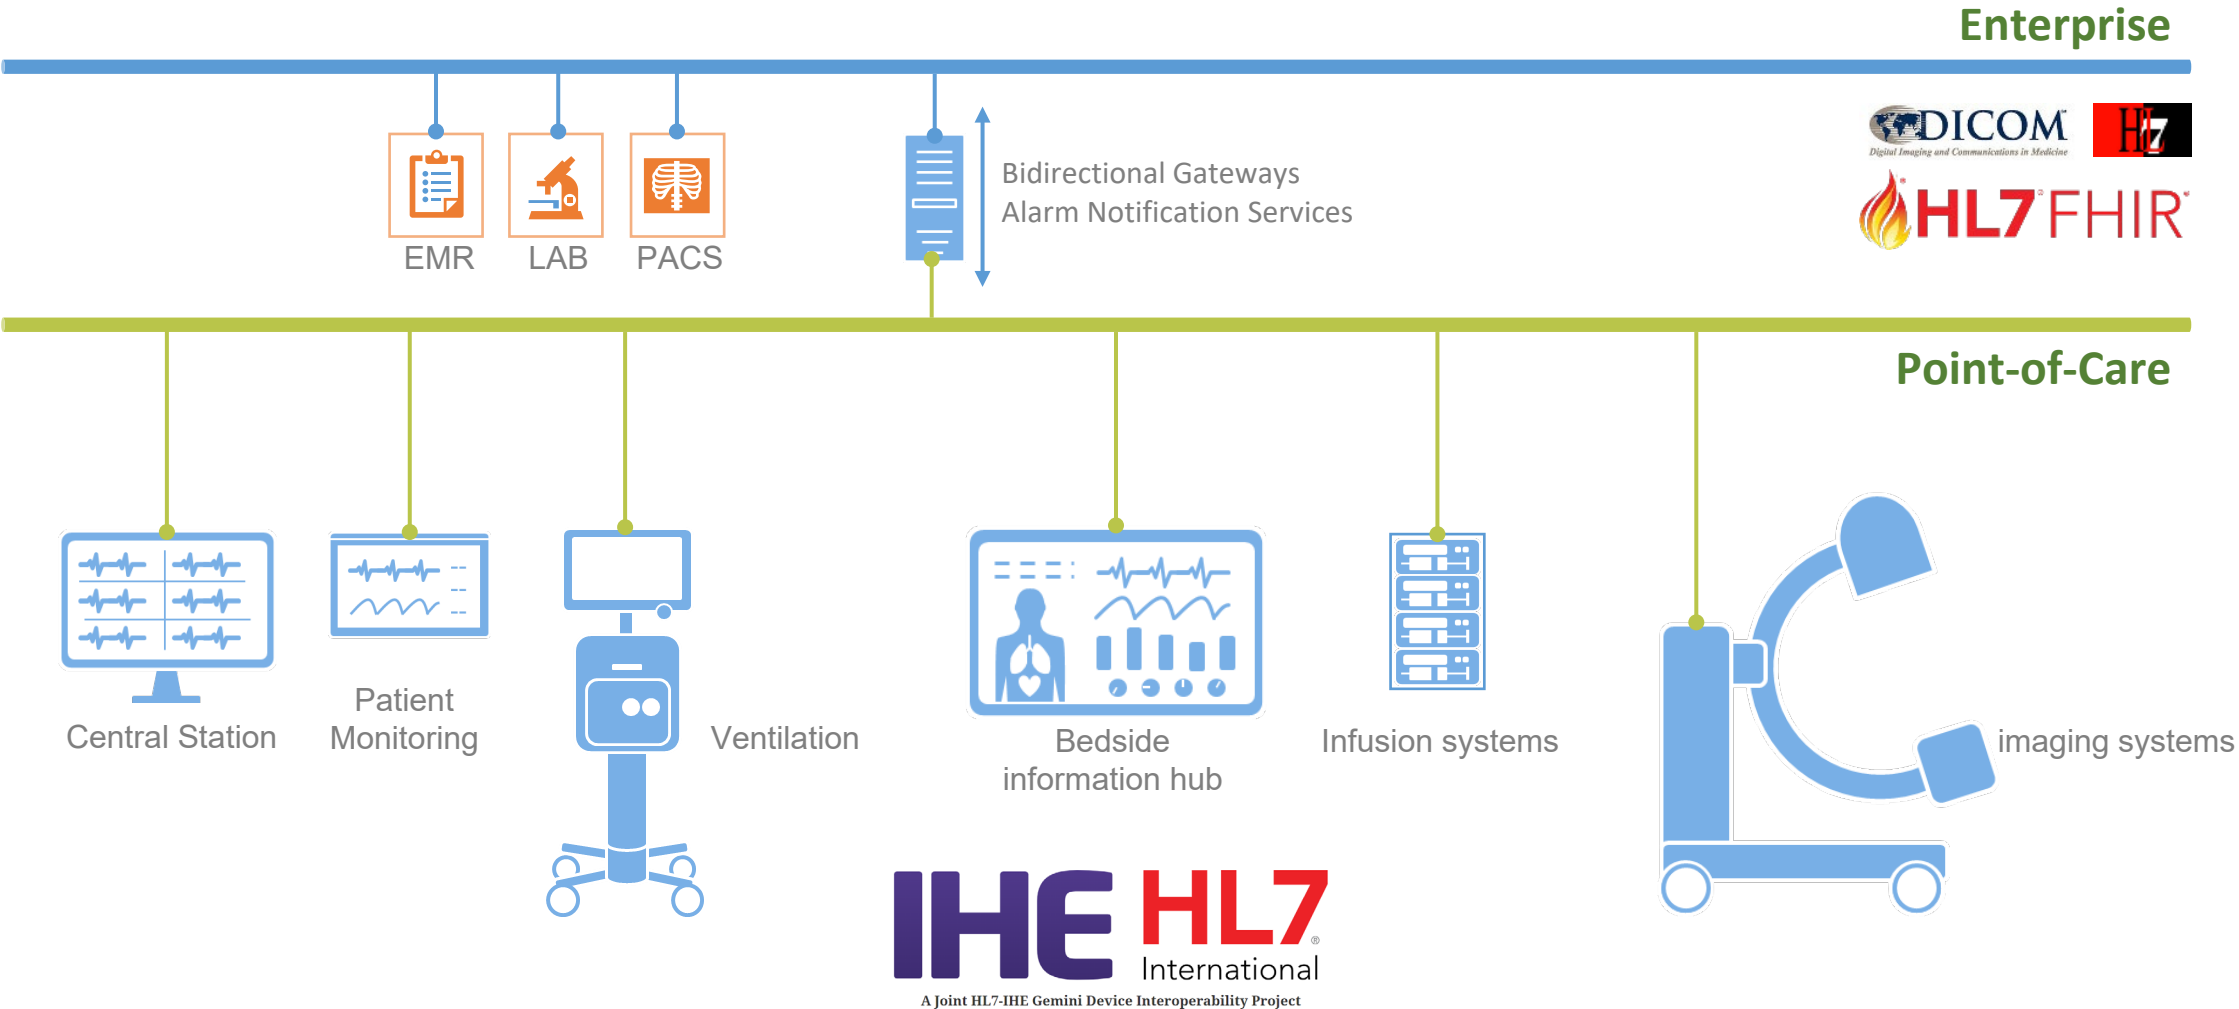 Enterprise
DICOM
Digital Imaging and Communications in Medicine
HL7
HL7 FHIR
Bidirectional Gateways
Alarm Notification Services
EMR
LAB
PACS
Point-of-Care
Central Station
Patient
Monitoring
Ventilation
Bedside
information hub
Infusion systems
imaging systems
IHE
HL7®
International
A Joint HL7-IHE Gemini Device Interoperability Project